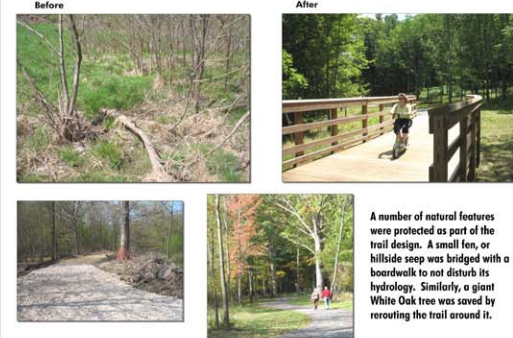 Before
After
A number of natural features
were protected as part of the
trail design. A small fen, or
hillside seep was bridged with a
boardwalk to not disturb its
hydrology. Similarly, a giant
White Oak tree was saved by
rerouting the trail around it.